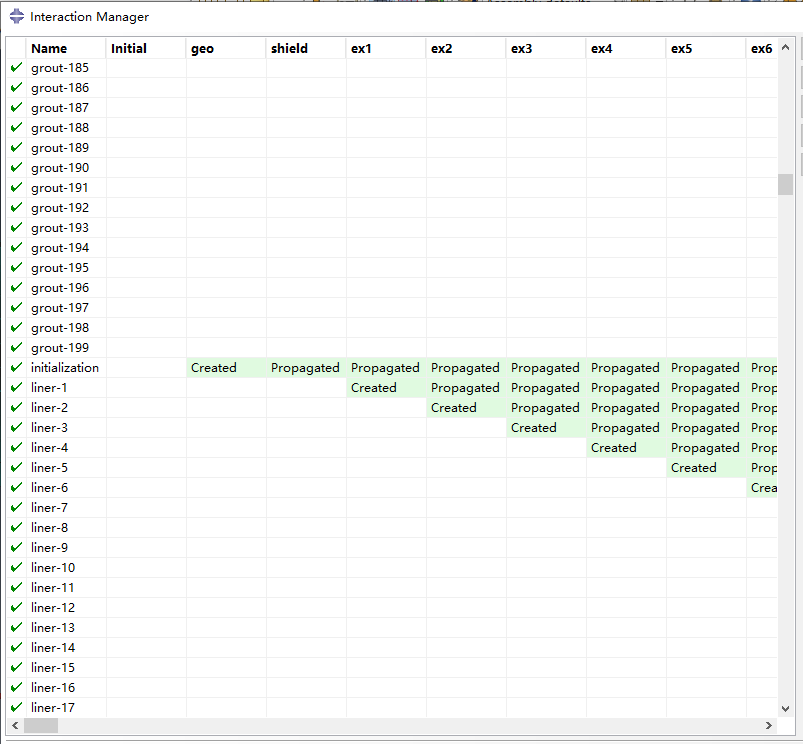 Interaction Manager
Name Initial geo shield ex1 ex2 ex3 ex4 ex5 ex6
grout-185
grout-186
grout-187
grout-188
grout-189
grout-190
grout-191
grout-192
grout-193
grout-194
grout-195
grout-196
grout-197
grout-198
grout-199
initialization Created Propagated Propagated Propagated Propagated Propagated Propagated Prop
liner-1 Created Propagated Propagated Propagated Propagated Prop
liner-2 Created Propagated Propagated Propagated Prop
liner-3 Created Propagated Propagated Prop
liner-4 Created Propagated Prop
liner-5 Created Prop
liner-6 Crea
liner-7
liner-8
liner-9
liner-10
liner-11
liner-12
liner-13
liner-14
liner-15
liner-16
liner-17